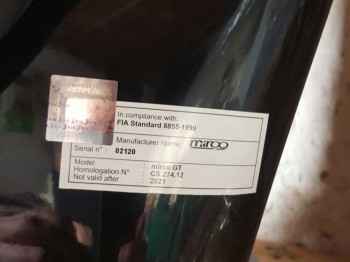 In compliance with:
FIA Standard 8855-1999
Manufacturer Name mirco
Serial n° : 02120
Model : mirco GT
Homologation N° : CS.274.12
Not valid after : 2021